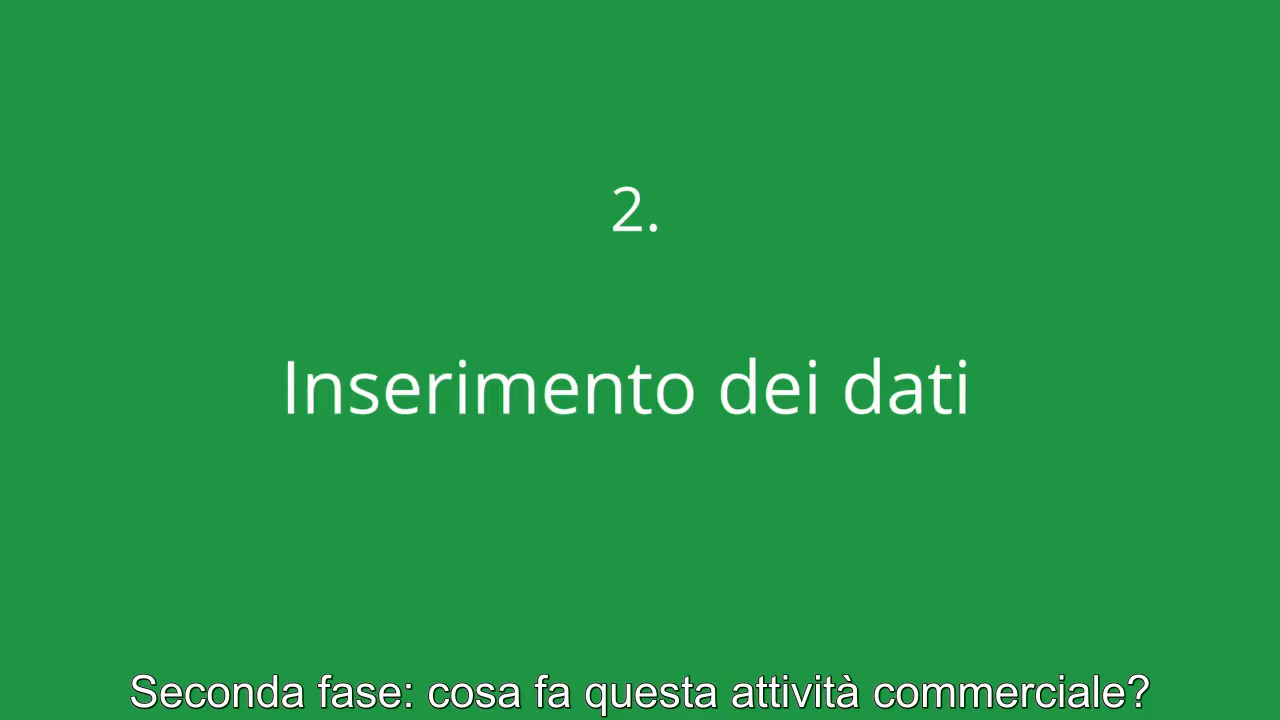 2.
Inserimento dei dati
Seconda fase: cosa fa questa attività commerciale?